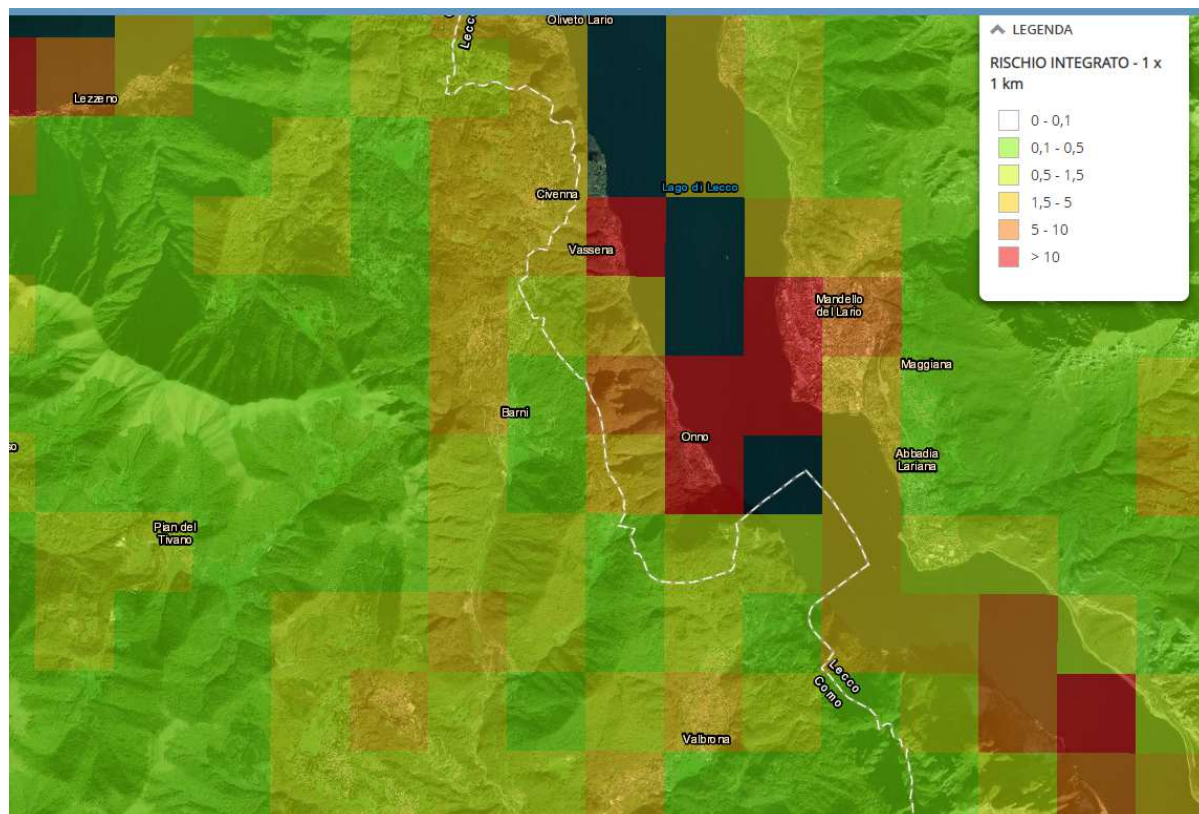 Lecco
Oliveto Lario
LEGENDA
RISCHIO INTEGRATO - 1 x
1 km
0 - 0,1
0,1 - 0,5
0,5 - 1,5
1,5 - 5
5 - 10
> 10
Lezzeno
Civenna
Lago di Lecco
Vassena
Mandello
del Lario
Maggiana
Barni
Onno
so
Abbadia
Lariana
Pian del
Tivano
Lecco
Como
Valbrona